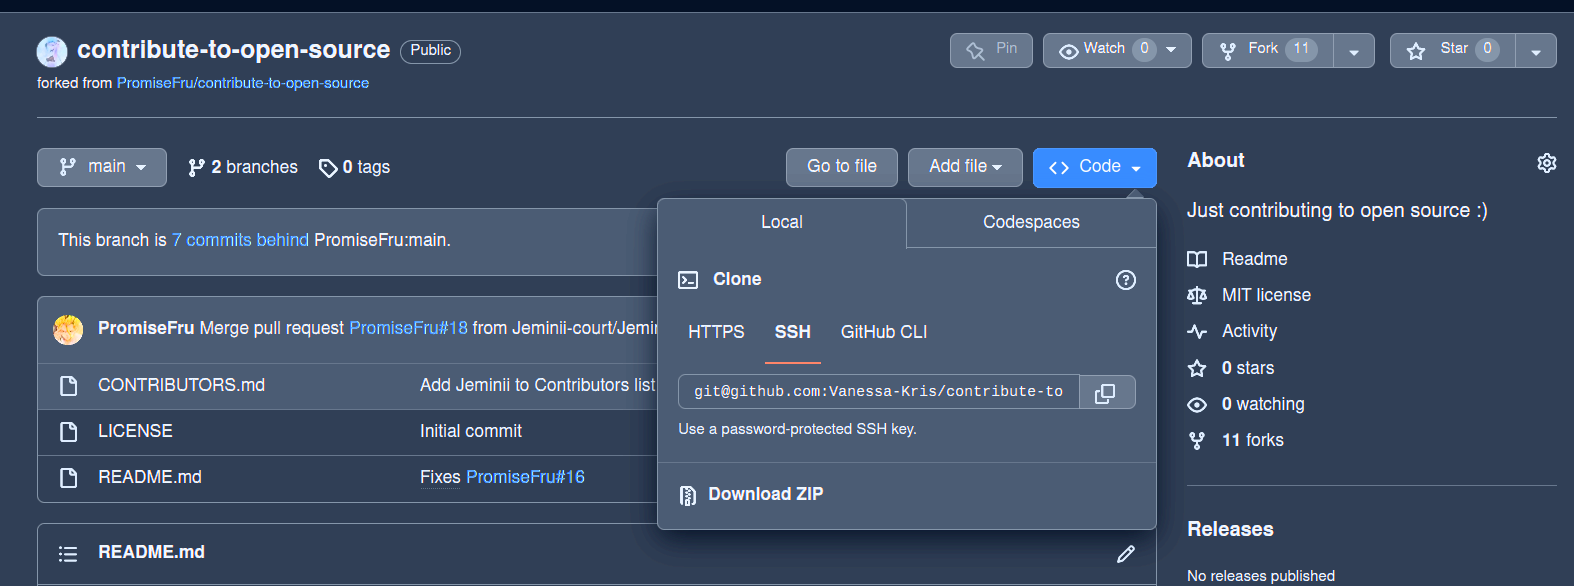 contribute-to-open-source Public
Pin Watch 0 Fork 11 Star 0
forked from PromiseFru/contribute-to-open-source
main 2 branches 0 tags Go to file Add file Code
This branch is 7 commits behind PromiseFru:main.
PromiseFru Merge pull request PromiseFru#18 from Jeminii-court/Jemin
CONTRIBUTORS.md Add Jeminii to Contributors list
LICENSE Initial commit
README.md Fixes PromiseFru#16
README.md
Local Codespaces
Clone
HTTPS SSH GitHub CLI
git@github.com:Vanessa-Kris/contribute-to
Use a password-protected SSH key.
Download ZIP
About
Just contributing to open source :)
Readme
MIT license
Activity
0 stars
0 watching
11 forks
Releases
No releases published